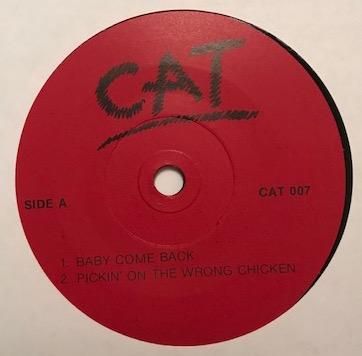 CAT
SIDE A
CAT 007
1. BABY COME BACK
2. PICKIN' ON THE WRONG CHICKEN